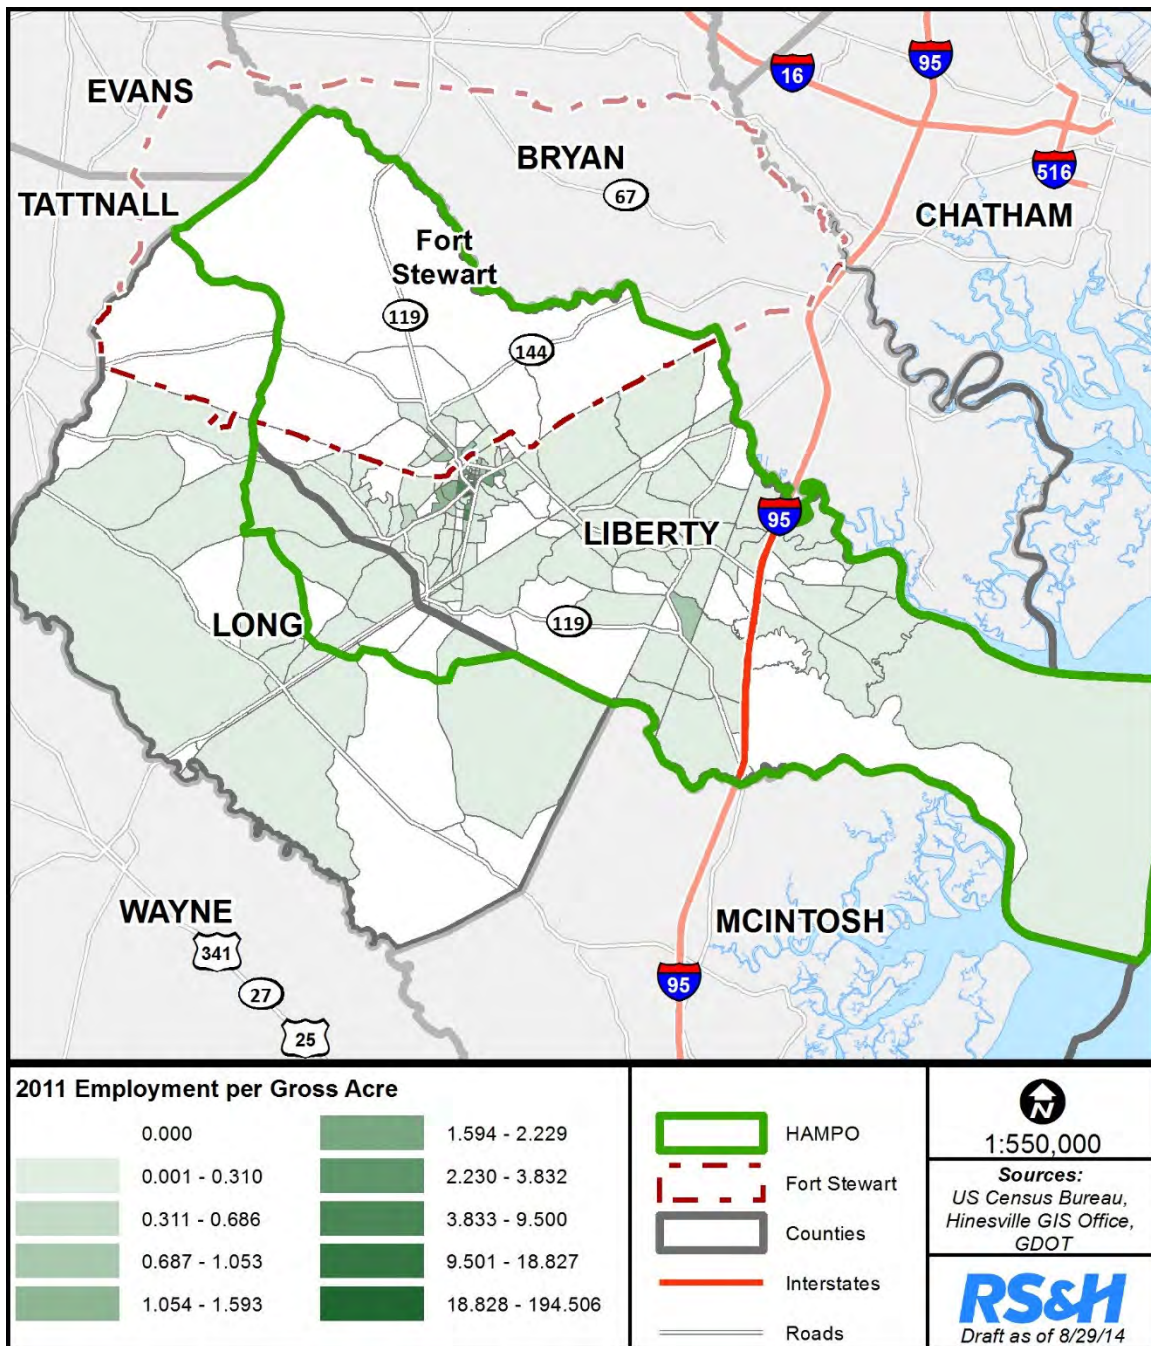 EVANS
16
95
BRYAN
67
516
TATTNALL
CHATHAM
Fort
Stewart
119
144
95
LIBERTY
LONG
119
WAYNE
MCINTOSH
341
27
25
95
2011 Employment per Gross Acre
0.000
0.001 - 0.310
0.311 - 0.686
0.687 - 1.053
1.054 - 1.593
1.594 - 2.229
2.230 - 3.832
3.833 - 9.500
9.501 - 18.827
18.828 - 194.506
HAMPO
Fort Stewart
Counties
Interstates
Roads
N
1:550,000
Sources:
US Census Bureau,
Hinesville GIS Office,
GDOT
RS&H
Draft as of 8/29/14